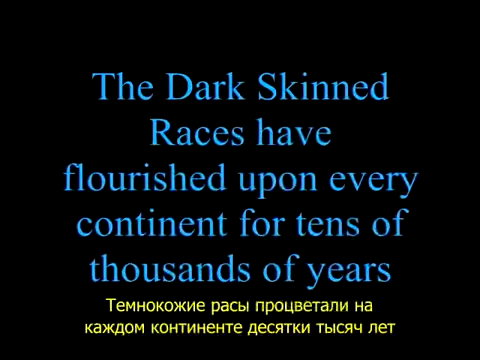 The Dark Skinned
Races have
flourished upon every
continent for tens of
thousands of years
Темнокожие расы процветали на
каждом континенте десятки тысяч лет